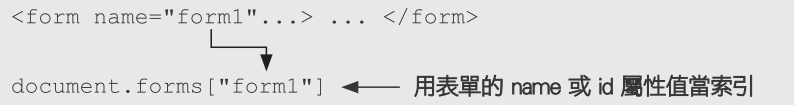 <form name="form1"...> ... </form>
document.forms["form1"] 用表單的 name 或 id 屬性值當索引